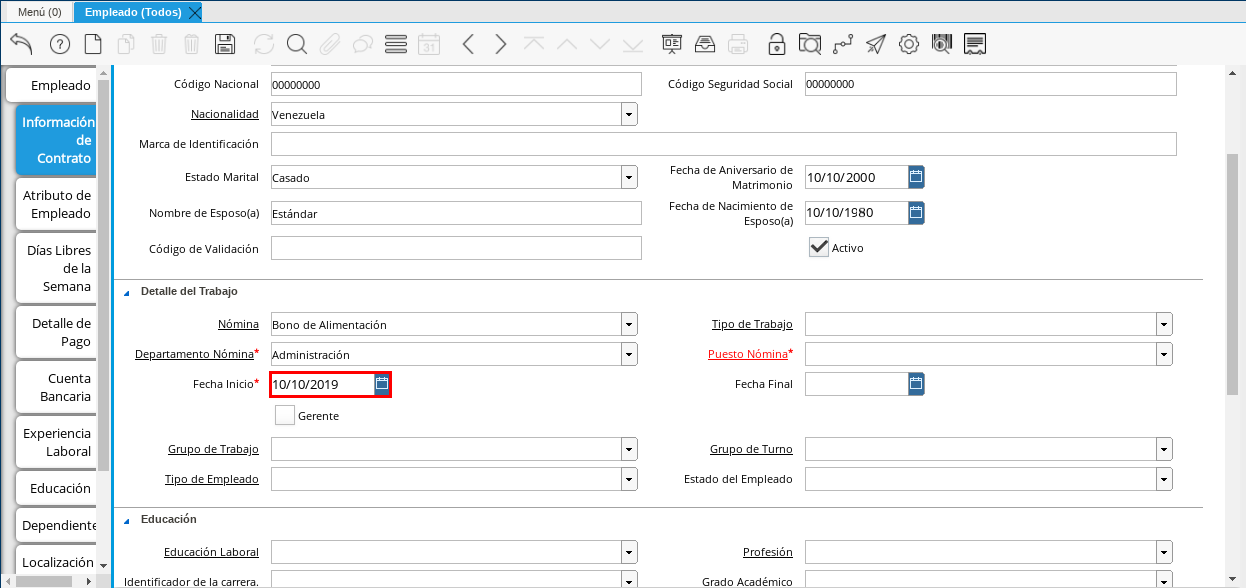 Menú (0)
Empleado (Todos)
31
Empleado
Información de Contrato
Atributo de Empleado
Días Libres de la Semana
Detalle de Pago
Cuenta Bancaria
Experiencia Laboral
Educación
Dependiente
Localización
Código Nacional 00000000 Código Seguridad Social 00000000
Nacionalidad Venezuela
Marca de Identificación
Estado Marital Casado Fecha de Aniversario de Matrimonio 10/10/2000
Nombre de Esposo(a) Estándar Fecha de Nacimiento de Esposo(a) 10/10/1980
Código de Validación Activo
Detalle del Trabajo
Nómina Bono de Alimentación Tipo de Trabajo
Departamento Nómina* Administración Puesto Nómina*
Fecha Inicio* 10/10/2019 Fecha Final
Gerente
Grupo de Trabajo Grupo de Turno
Tipo de Empleado Estado del Empleado
Educación
Educación Laboral Profesión
Identificador de la carrera. Grado Académico